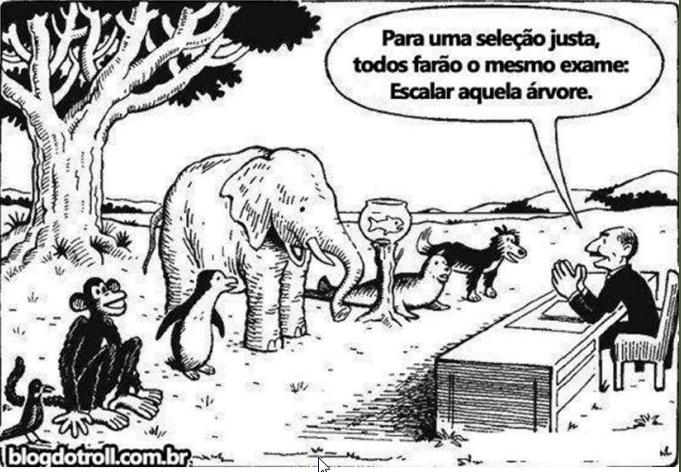 Para uma seleção justa,
todos farão o mesmo exame:
Escalar aquela árvore.
blogdotroll.com.br